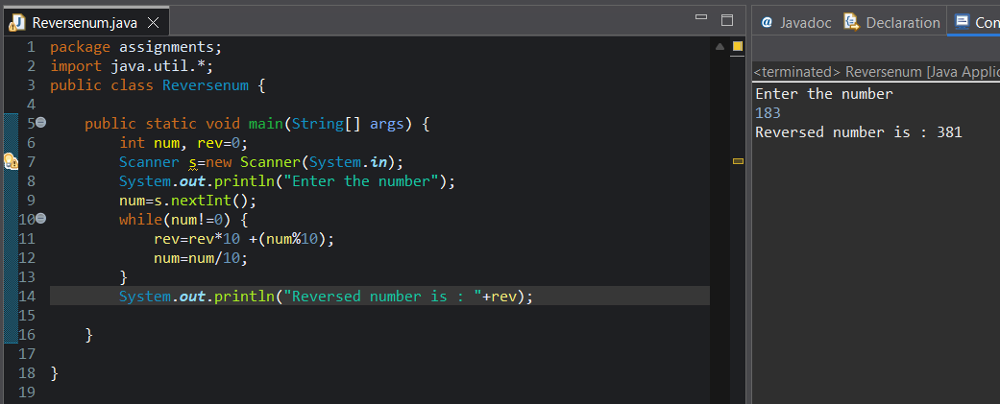 Reversenum.java
1 package assignments;
2 import java.util.*;
3 public class Reversenum {
4
5 public static void main(String[] args) {
6 int num, rev=0;
7 Scanner s=new Scanner(System.in);
8 System.out.println("Enter the number");
9 num=s.nextInt();
10 while(num!=0) {
11 rev=rev*10 +(num%10);
12 num=num/10;
13 }
14 System.out.println("Reversed number is : "+rev);
15
16 }
17
18 }
19
@ Javadoc Declaration Con
<terminated> Reversenum [Java Applic
Enter the number
183
Reversed number is : 381